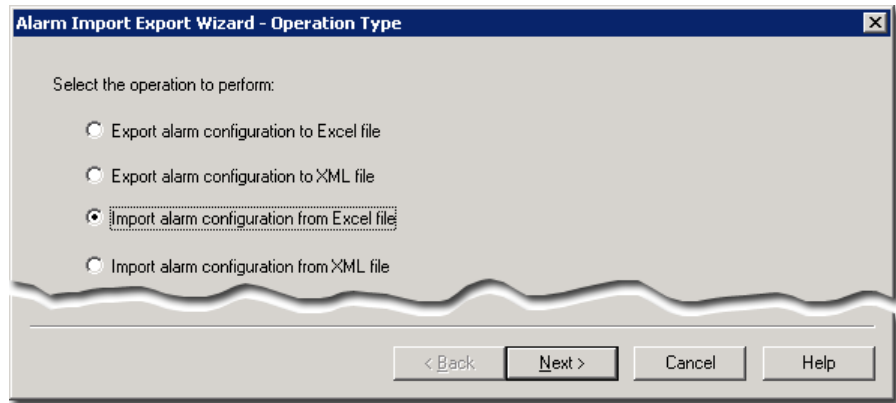 Alarm Import Export Wizard - Operation Type
Select the operation to perform:
Export alarm configuration to Excel file
Export alarm configuration to XML file
Import alarm configuration from Excel file
Import alarm configuration from XML file
< Back Next > Cancel Help